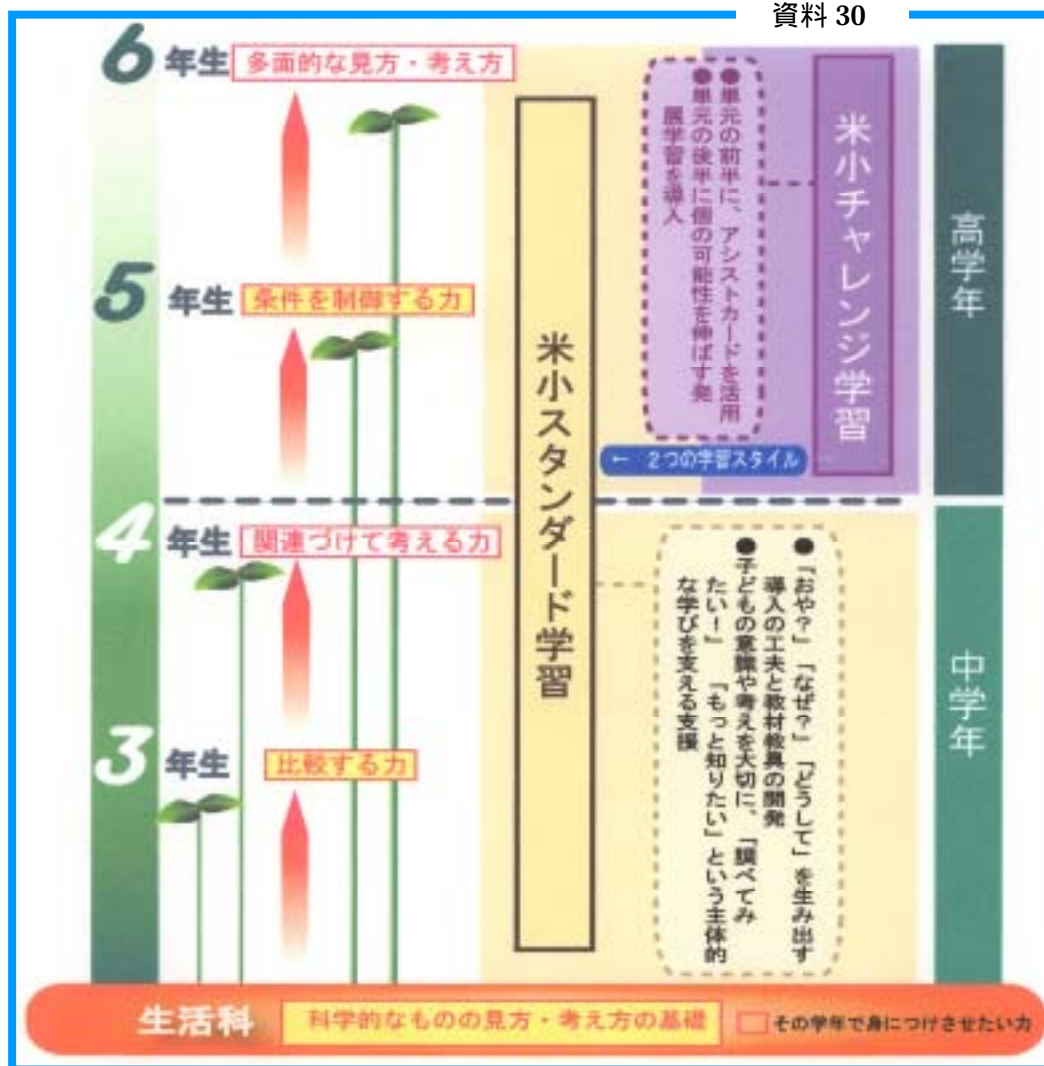 資料 30
6年生 多面的な見方・考え方
5年生 条件を制御する力
4年生 関連づけて考える力
3年生 比較する力
米小スタンダード学習
米小チャレンジ学習
●単元の前半に、アシストカードを活用
●単元の後半に個の可能性を伸ばす発
展学習を導入
← 2つの学習スタイル
高学年
●「おや?」「なぜ?」「どうして」を生み出す
導入の工夫と教材教具の開発
●子どもの意識や考えを大切に、「調べてみ
たい!」「もっと知りたい」という主体的
な学びを支える支援
中学年
生活科 科学的なものの見方・考え方の基礎 その学年で身につけさせたい力